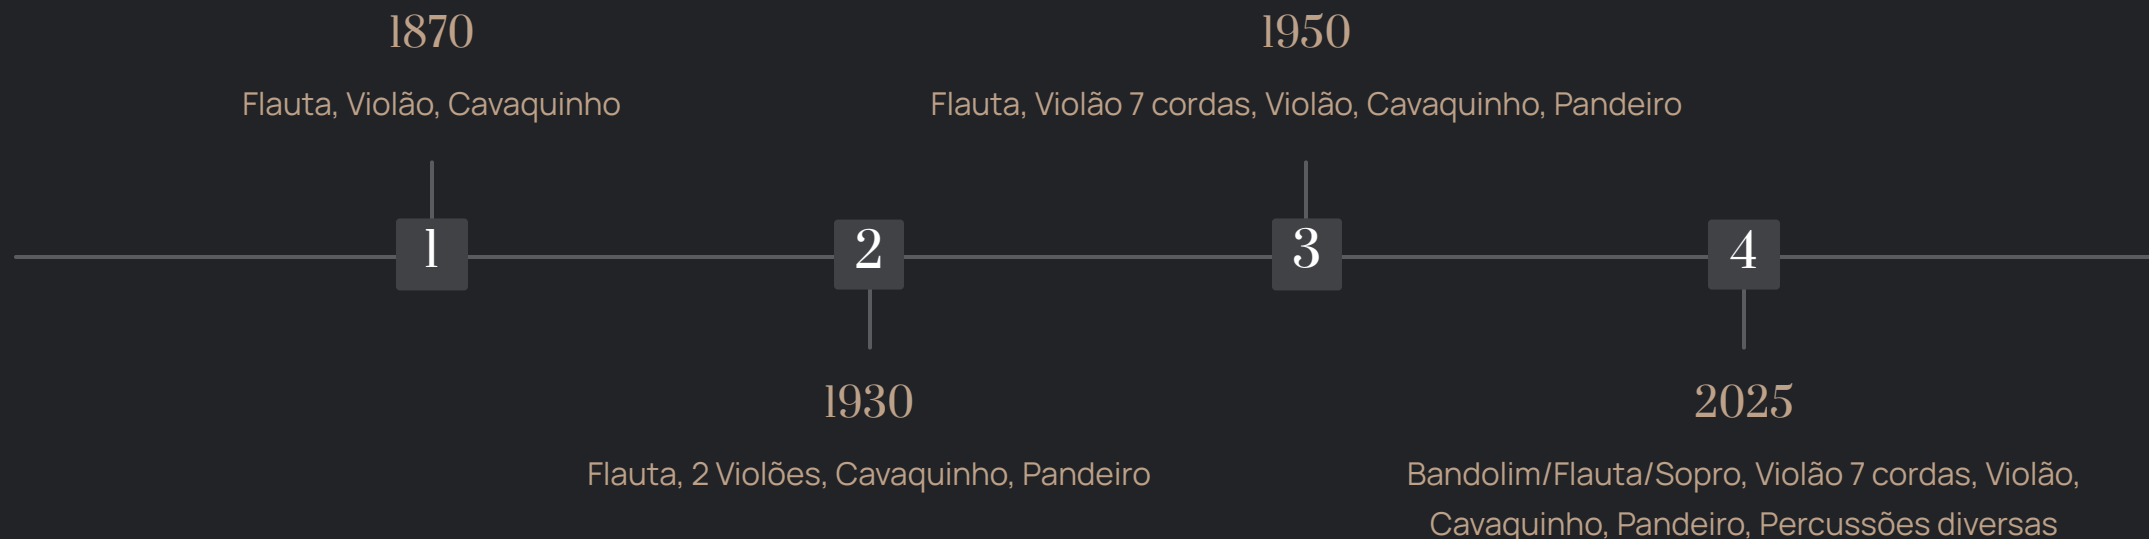 1870
Flauta, Violão, Cavaquinho
1950
Flauta, Violão 7 cordas, Violão, Cavaquinho, Pandeiro
1
2
3
4
1930
Flauta, 2 Violões, Cavaquinho, Pandeiro
2025
Bandolim/Flauta/Sopro, Violão 7 cordas, Violão,
Cavaquinho, Pandeiro, Percussões diversas